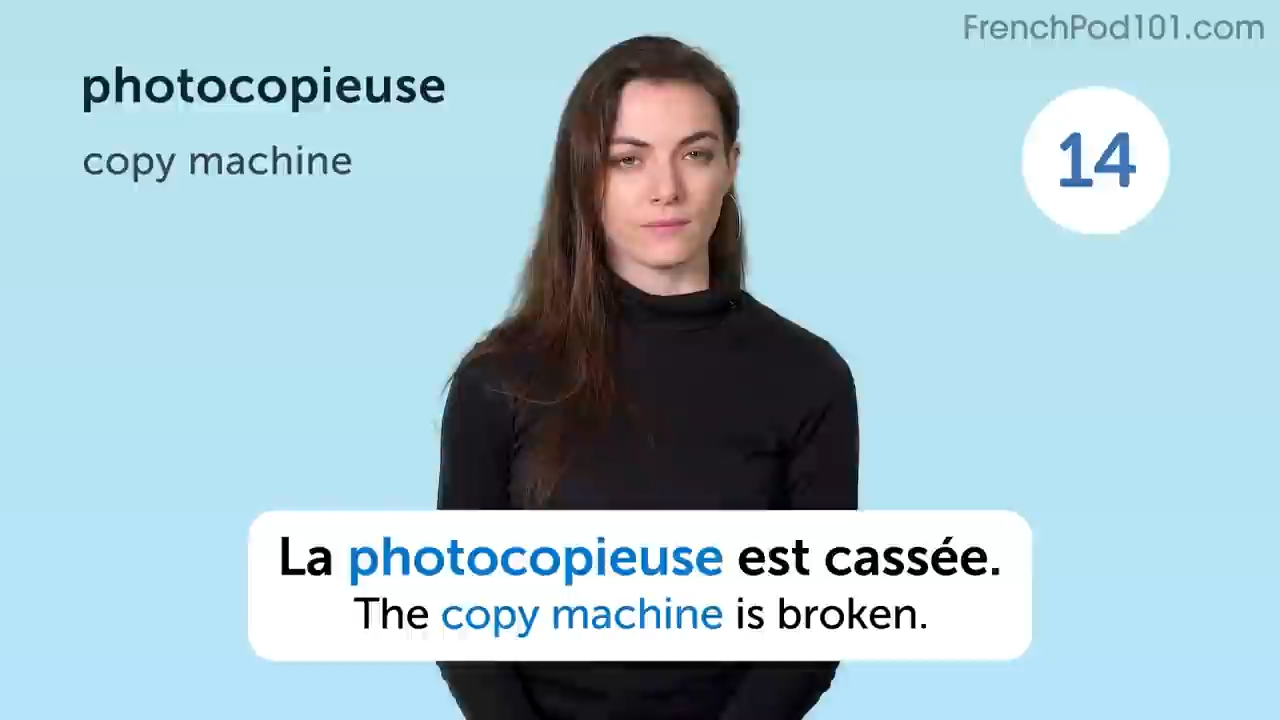 FrenchPod101.com
photocopieuse
copy machine
14
La photocopieuse est cassée.
The copy machine is broken.